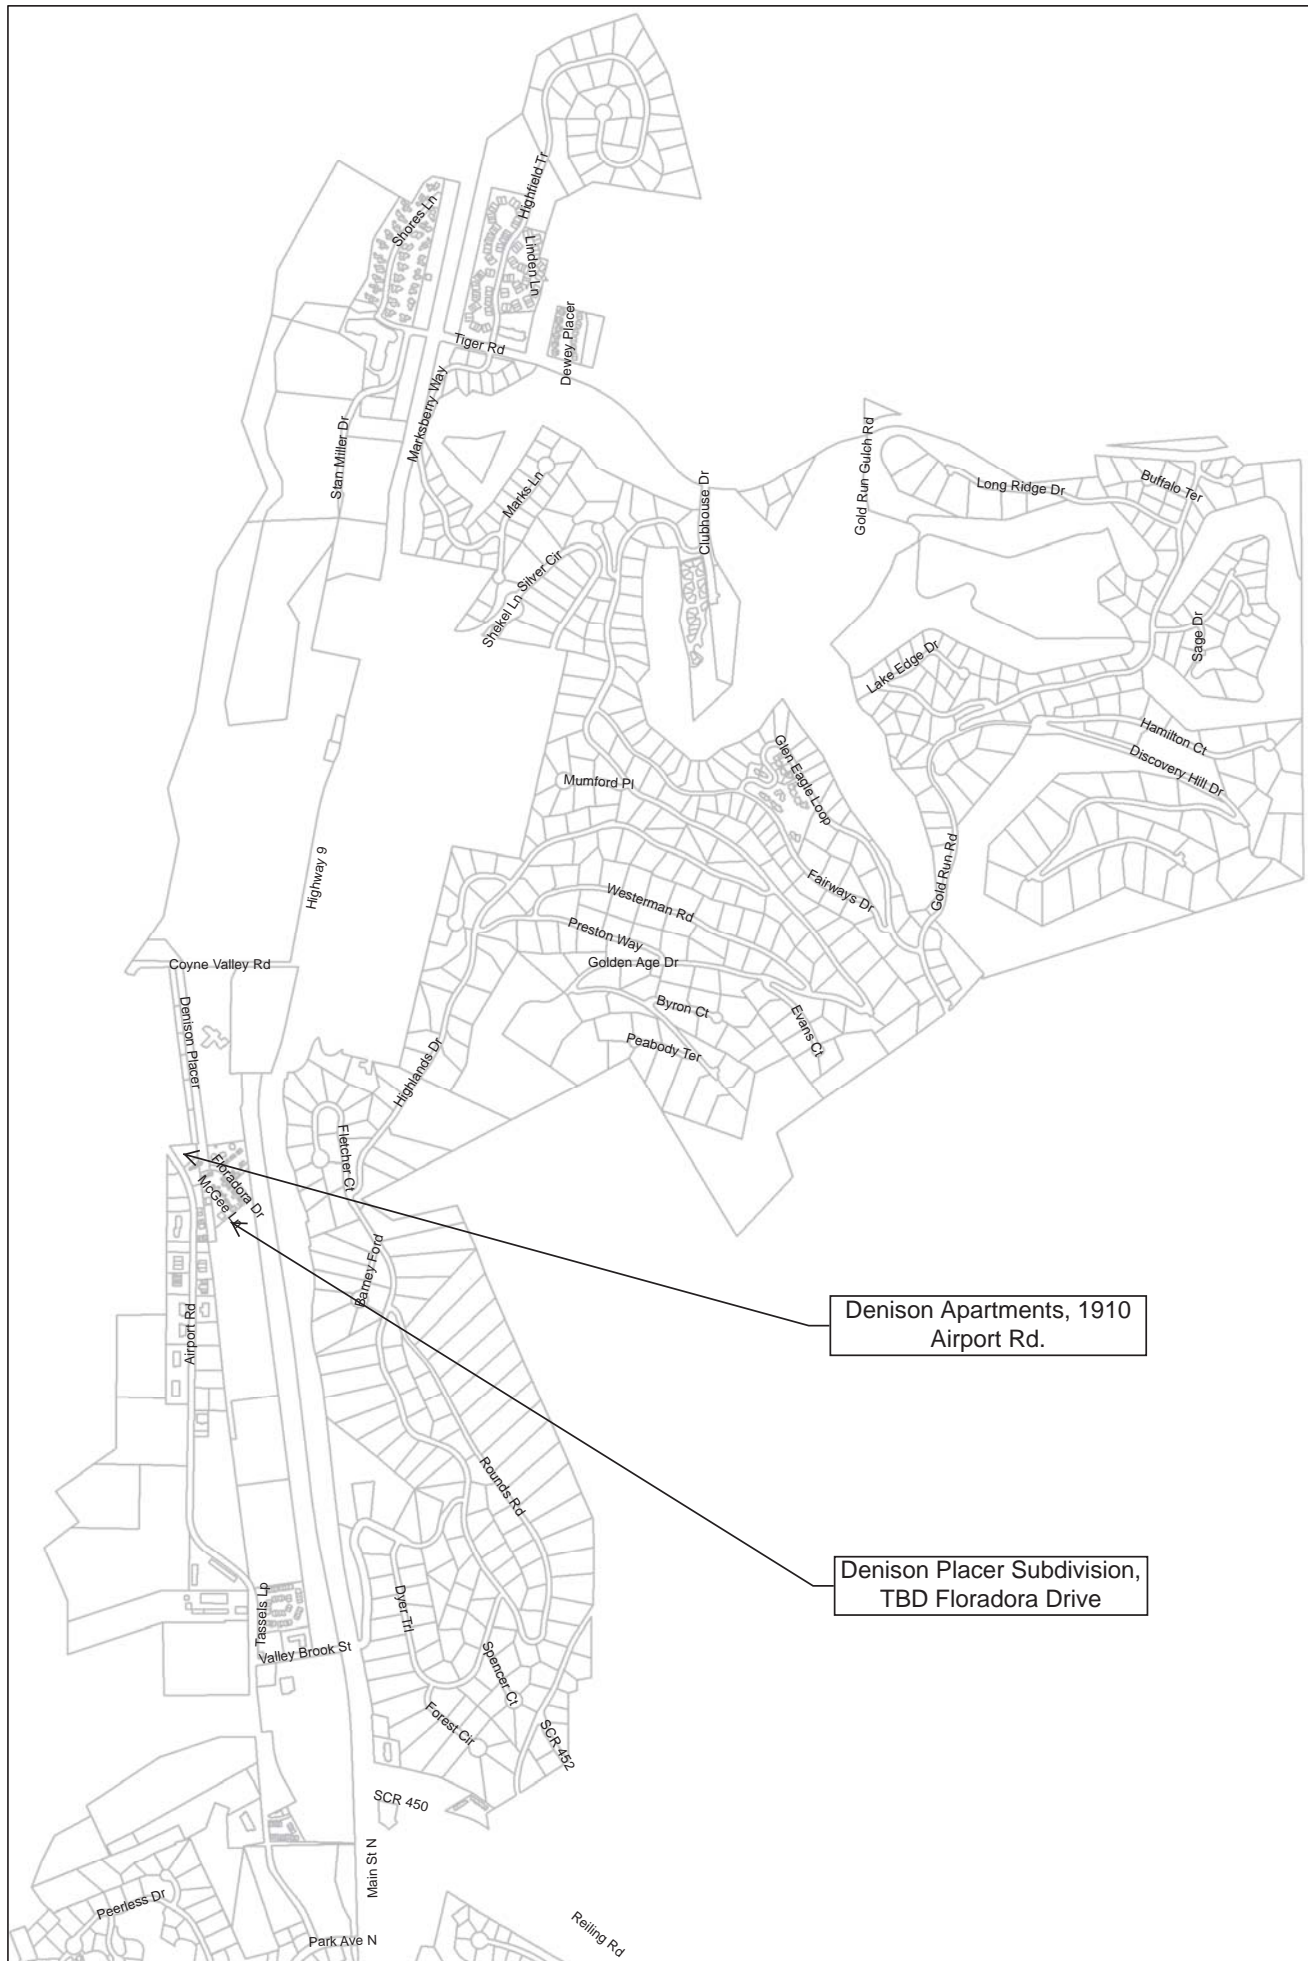 Highfield Tr
Shores Ln
Linden Ln
Tiger Rd
Dewey Placer
Marksberry Way
Stan Miller Dr
Marks Ln
Clubhouse Dr
Gold Run Gulch Rd
Long Ridge Dr
Buffalo Ter
Silver Cir
Shekel Ln
Sage Dr
Lake Edge Dr
Hamilton Ct
Discovery Hill Dr
Glen Eagle Loop
Mumford Pl
Highway 9
Westerman Rd
Fairways Dr
Gold Run Rd
Preston Way
Golden Age Dr
Coyne Valley Rd
Byron Ct
Evans Ct
Peabody Ter
Denison Placer
Highlands Dr
Fletcher Ct
Floradora Dr
McGee Ln
Barney Ford
Airport Rd
Denison Apartments, 1910
Airport Rd.
Rounds Rd
Denison Placer Subdivision,
TBD Floradora Drive
Tassels Lp
Dyer Trl
Valley Brook St
Spencer Ct
Forest Cir
SCR 452
SCR 450
Main St N
Peerless Dr
Park Ave N
Reiling Rd